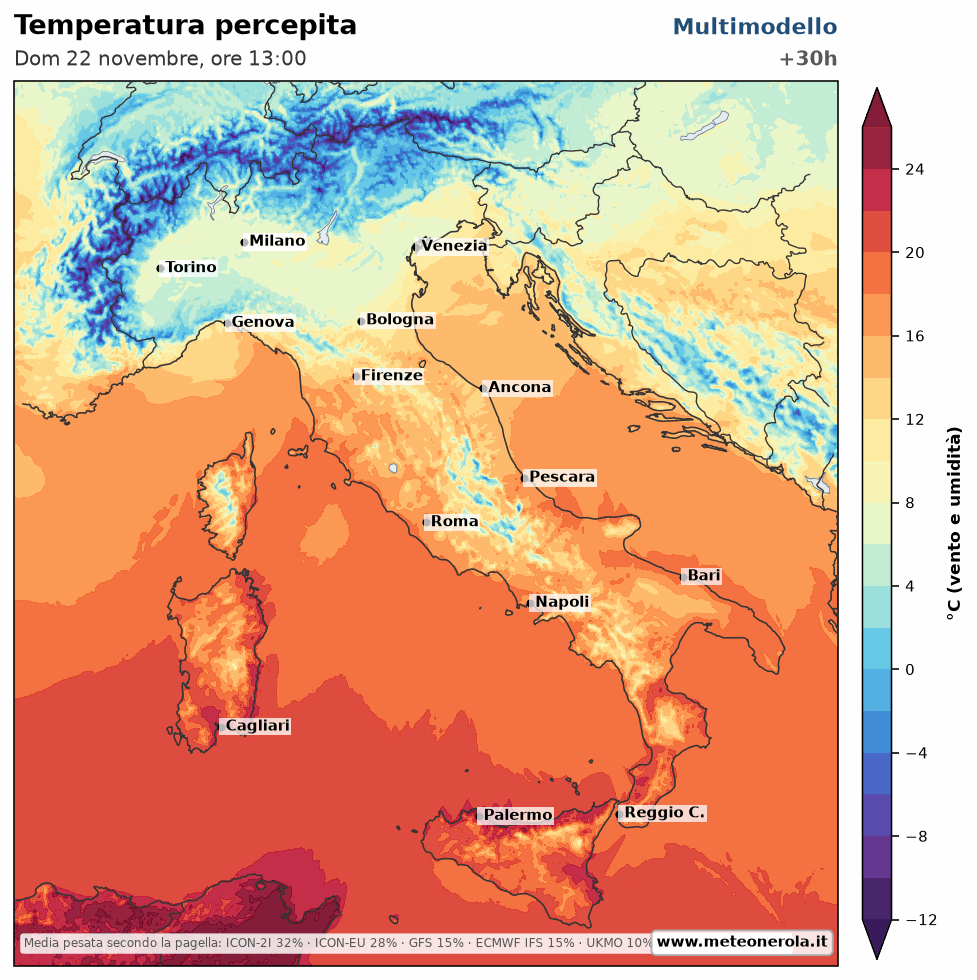 Temperatura percepita
Multimodello
Dom 22 novembre, ore 13:00
+30h
Milano
Venezia
Torino
Genova
Bologna
Firenze
Ancona
Pescara
Roma
Bari
Napoli
Cagliari
Palermo
Reggio C.
24
20
16
12
8
4
0
−4
−8
−12
°C (vento e umidità)
Media pesata secondo la pagella: ICON-2I 32% · ICON-EU 28% · GFS 15% · ECMWF IFS 15% · UKMO 10%
www.meteonerola.it